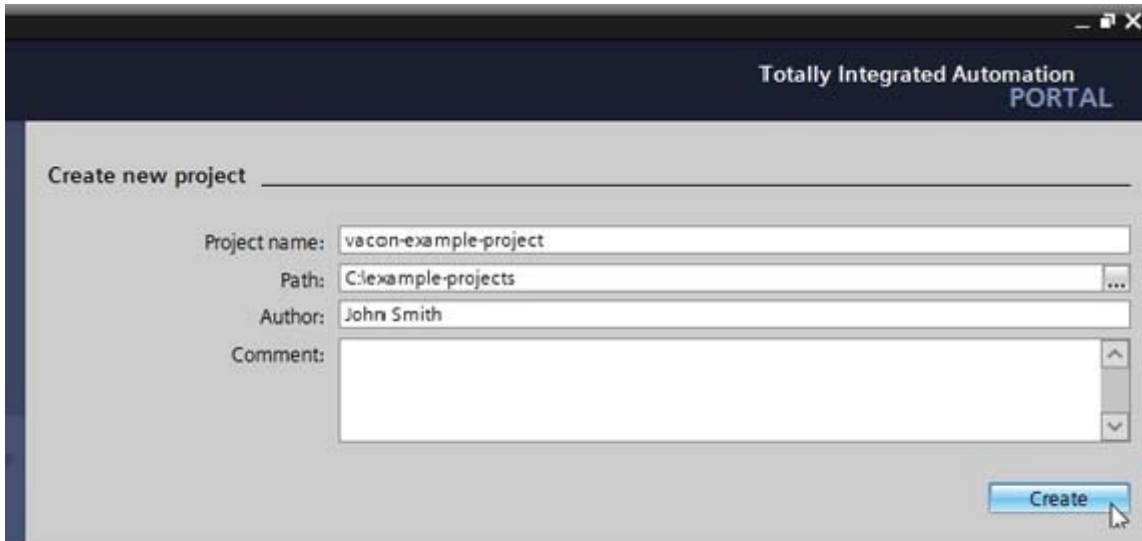 Totally Integrated Automation
PORTAL
Create new project
Project name: vacon-example-project
Path: C:\example-projects ...
Author: John Smith
Comment:
Create